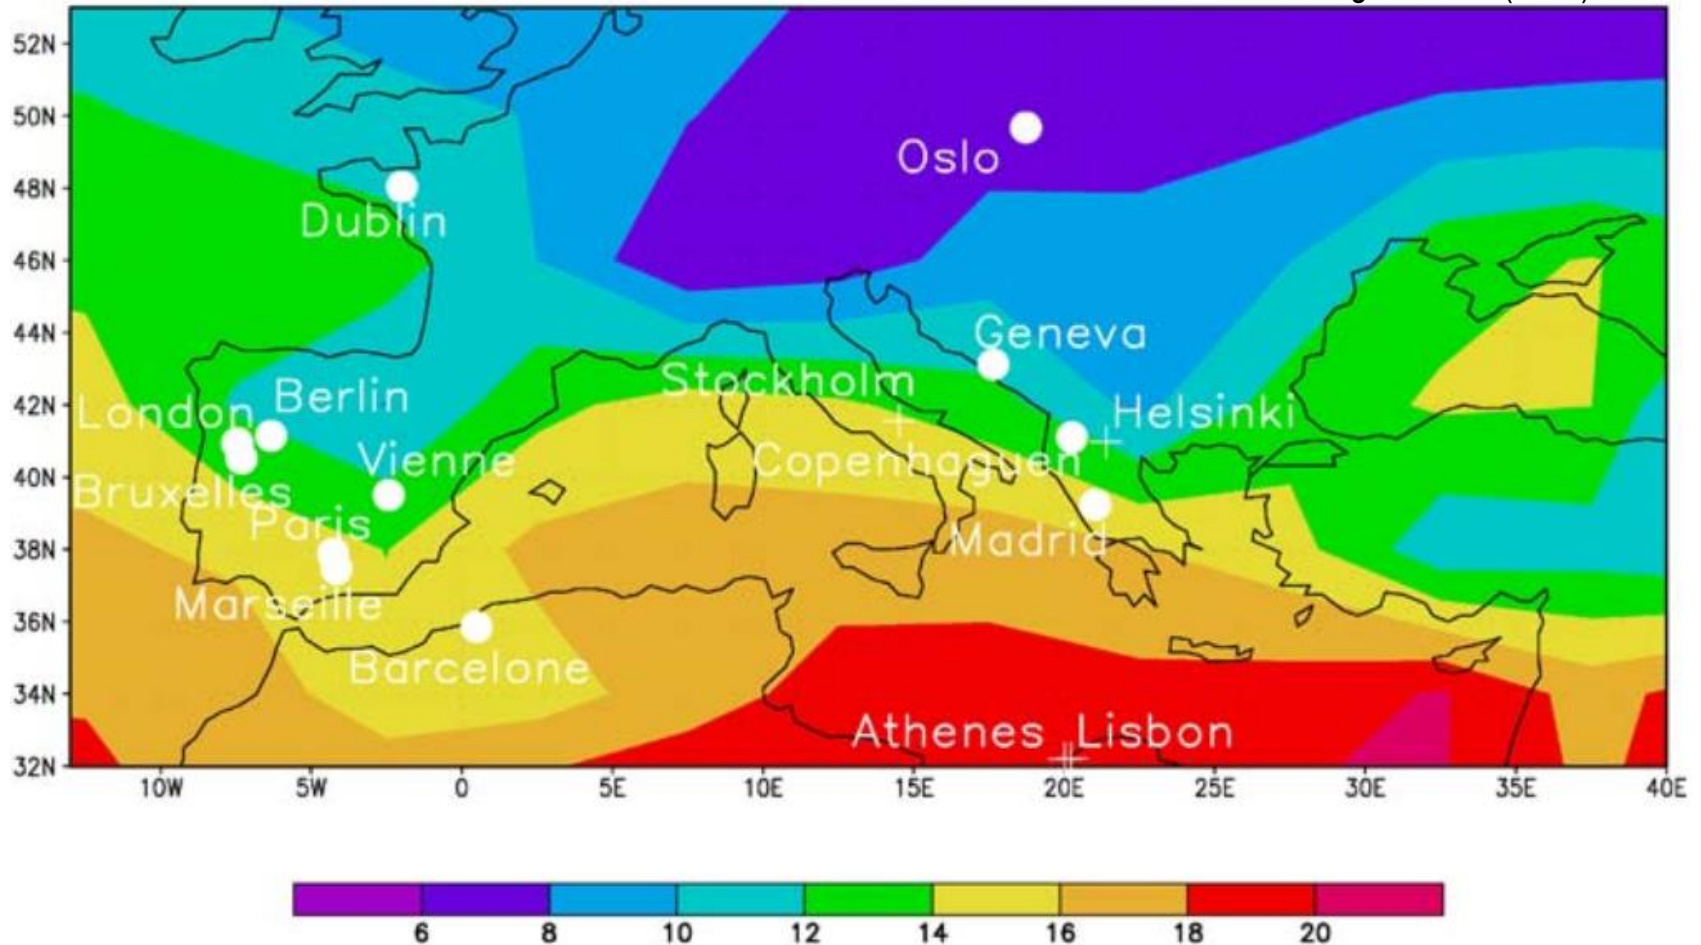 52N
50N
Oslo
48N
Dublin
46N
44N
Geneva
Stockholm
42N
London
Berlin
Helsinki
40N
Vienne
Copenhaguen
Bruxelles
Paris
38N
Madrid
Marseille
36N
Barcelone
34N
Athenes Lisbon
32N
10W 5W 0 5E 10E 15E 20E 25E 30E 35E 40E
6 8 10 12 14 16 18 20